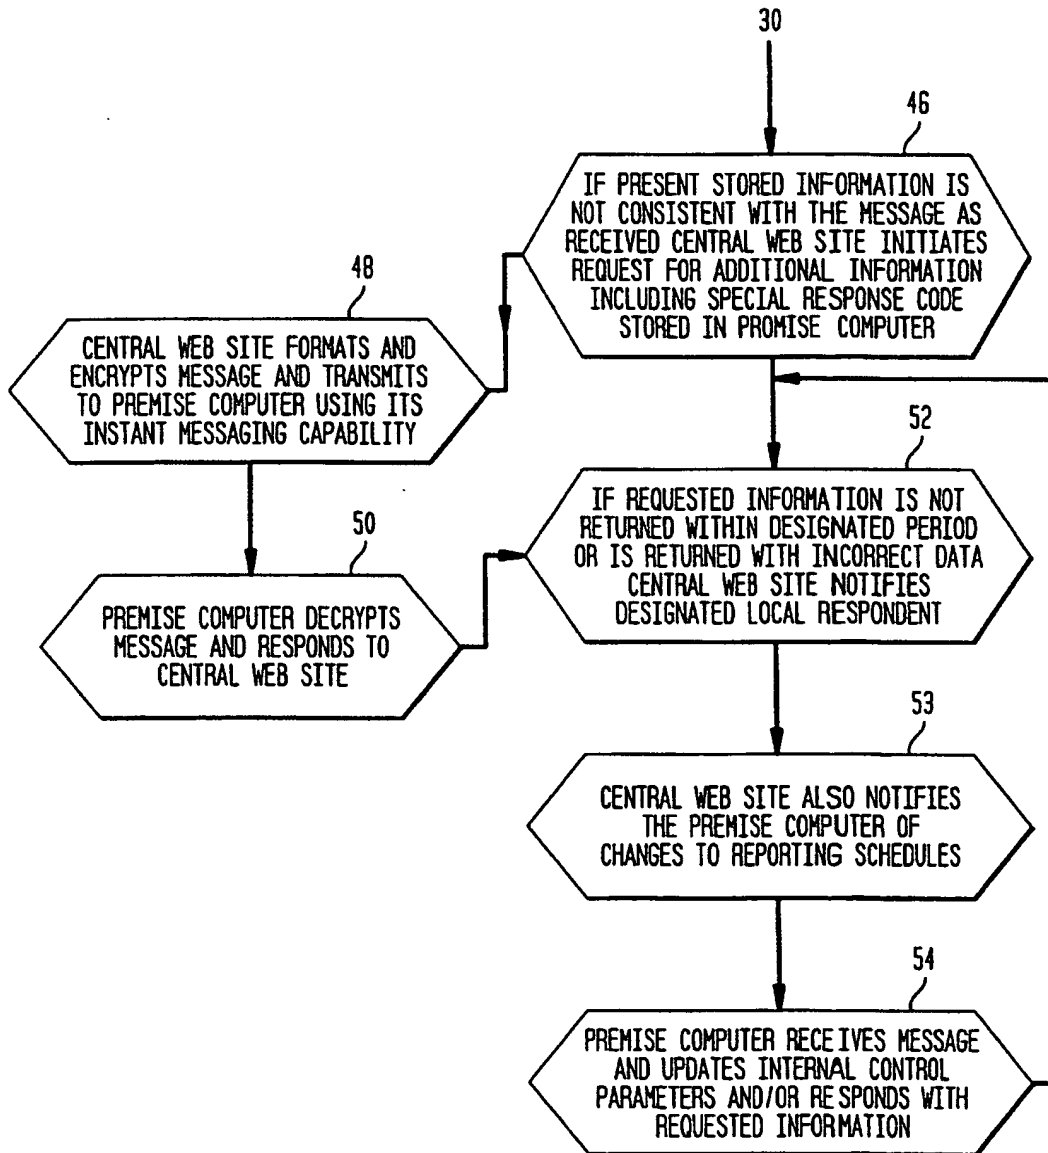 30
46
IF PRESENT STORED INFORMATION IS
NOT CONSISTENT WITH THE MESSAGE AS
RECEIVED CENTRAL WEB SITE INITIATES
REQUEST FOR ADDITIONAL INFORMATION
INCLUDING SPECIAL RESPONSE CODE
STORED IN PROMISE COMPUTER
48
CENTRAL WEB SITE FORMATS AND
ENCRYPTS MESSAGE AND TRANSMITS
TO PREMISE COMPUTER USING ITS
INSTANT MESSAGING CAPABILITY
50
PREMISE COMPUTER DECRYPTS
MESSAGE AND RESPONDS TO
CENTRAL WEB SITE
52
IF REQUESTED INFORMATION IS NOT
RETURNED WITHIN DESIGNATED PERIOD
OR IS RETURNED WITH INCORRECT DATA
CENTRAL WEB SITE NOTIFIES
DESIGNATED LOCAL RESPONDENT
53
CENTRAL WEB SITE ALSO NOTIFIES
THE PREMISE COMPUTER OF
CHANGES TO REPORTING SCHEDULES
54
PREMISE COMPUTER RECEIVES MESSAGE
AND UPDATES INTERNAL CONTROL
PARAMETERS AND/OR RESPONDS WITH
REQUESTED INFORMATION